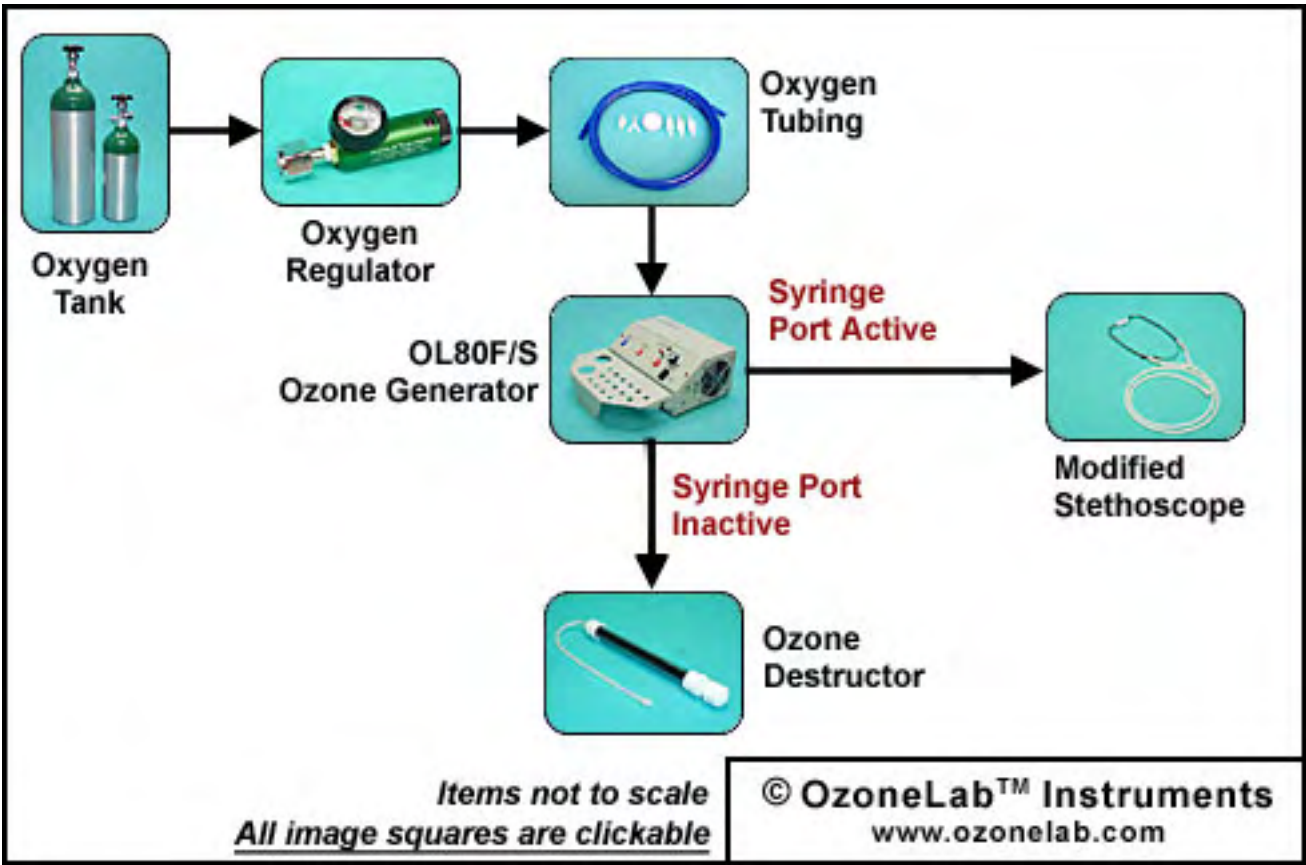 Oxygen
Tank
Oxygen
Regulator
Oxygen
Tubing
OL80F/S
Ozone Generator
Syringe
Port Active
Modified
Stethoscope
Syringe Port
Inactive
Ozone
Destructor
Items not to scale
All image squares are clickable
© OzoneLab™ Instruments
www.ozonelab.com